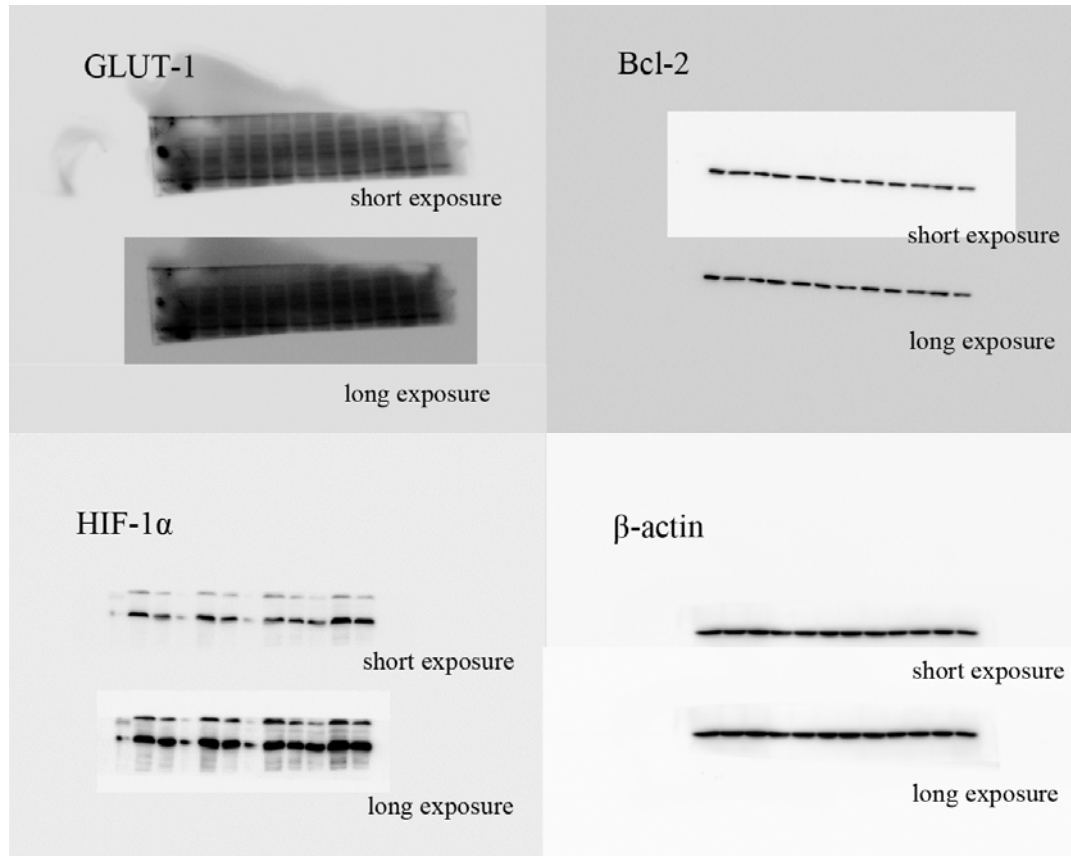 GLUT-1
short exposure
long exposure
Bcl-2
short exposure
long exposure
HIF-1α
short exposure
long exposure
β-actin
short exposure
long exposure